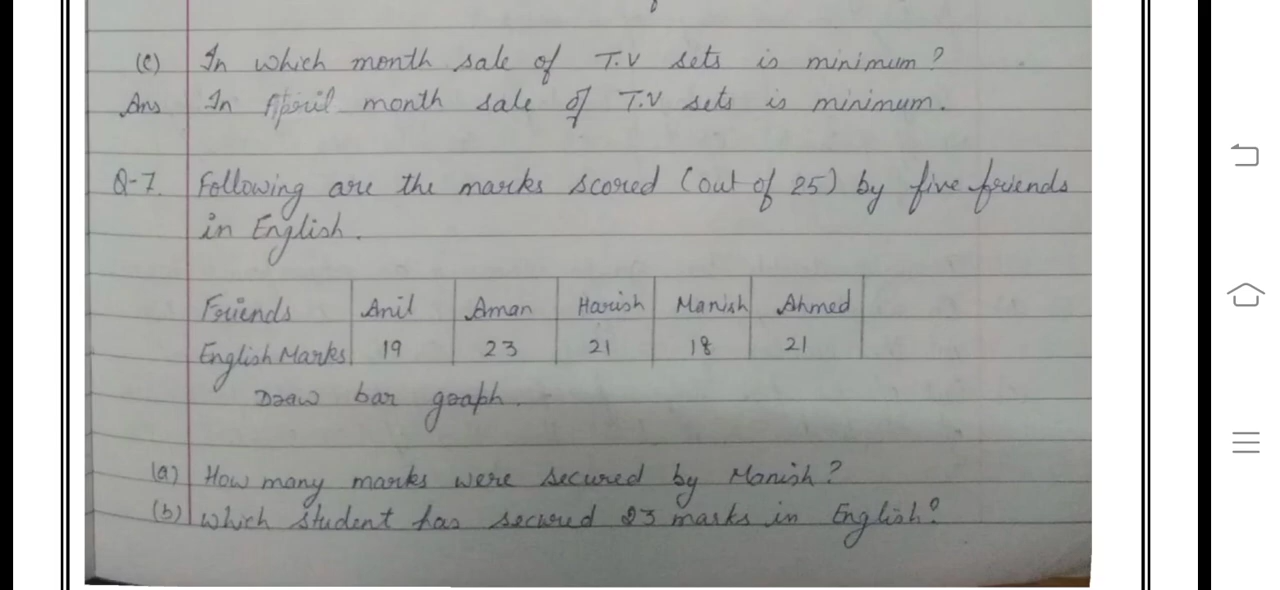 (e) In which month sale of T.V sets is minimum?
Ans In April month sale of T.V sets is minimum.
Q-7. Following are the marks scored (out of 25) by five friends
in English.
Friends Anil Aman Harish Manish Ahmed
English Marks 19 23 21 18 21
Draw bar graph.
(a) How many marks were secured by Manish?
(b) which student has secured 23 marks in English?